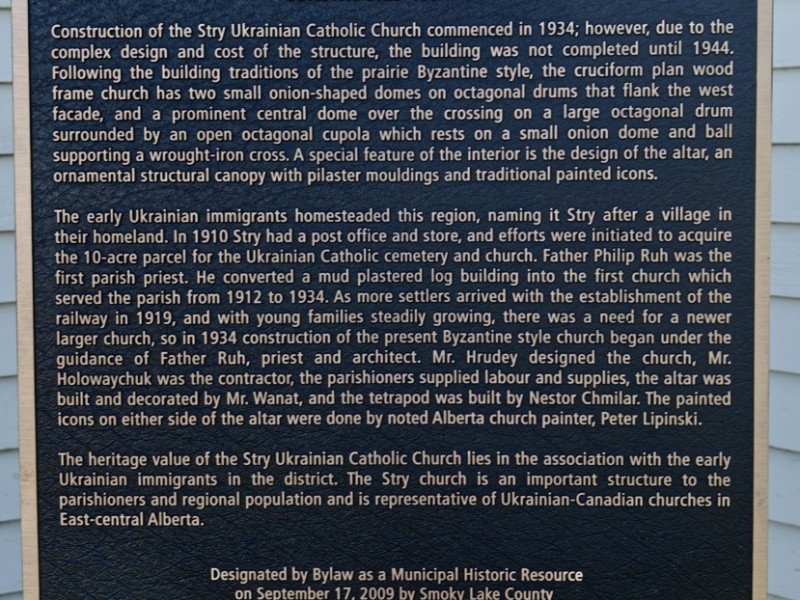 Construction of the Stry Ukrainian Catholic Church commenced in 1934; however, due to the
complex design and cost of the structure, the building was not completed until 1944.
Following the building traditions of the prairie Byzantine style, the cruciform plan wood
frame church has two small onion-shaped domes on octagonal drums that flank the west
facade, and a prominent central dome over the crossing on a large octagonal drum
surrounded by an open octagonal cupola which rests on a small onion dome and ball
supporting a wrought-iron cross. A special feature of the interior is the design of the altar, an
ornamental structural canopy with pilaster mouldings and traditional painted icons.
The early Ukrainian immigrants homesteaded this region, naming it Stry after a village in
their homeland. In 1910 Stry had a post office and store, and efforts were initiated to acquire
the 10-acre parcel for the Ukrainian Catholic cemetery and church. Father Philip Ruh was the
first parish priest. He converted a mud plastered log building into the first church which
served the parish from 1912 to 1934. As more settlers arrived with the establishment of the
railway in 1919, and with young families steadily growing, there was a need for a newer
larger church, so in 1934 construction of the present Byzantine style church began under the
guidance of Father Ruh, priest and architect. Mr. Hrudey designed the church, Mr.
Holowaychuk was the contractor, the parishioners supplied labour and supplies, the altar was
built and decorated by Mr. Wanat, and the tetrapod was built by Nestor Chmilar. The painted
icons on either side of the altar were done by noted Alberta church painter, Peter Lipinski.
The heritage value of the Stry Ukrainian Catholic Church lies in the association with the early
Ukrainian immigrants in the district. The Stry church is an important structure to the
parishioners and regional population and is representative of Ukrainian-Canadian churches in
East-central Alberta.
Designated by Bylaw as a Municipal Historic Resource
on September 17, 2009 by Smoky Lake County